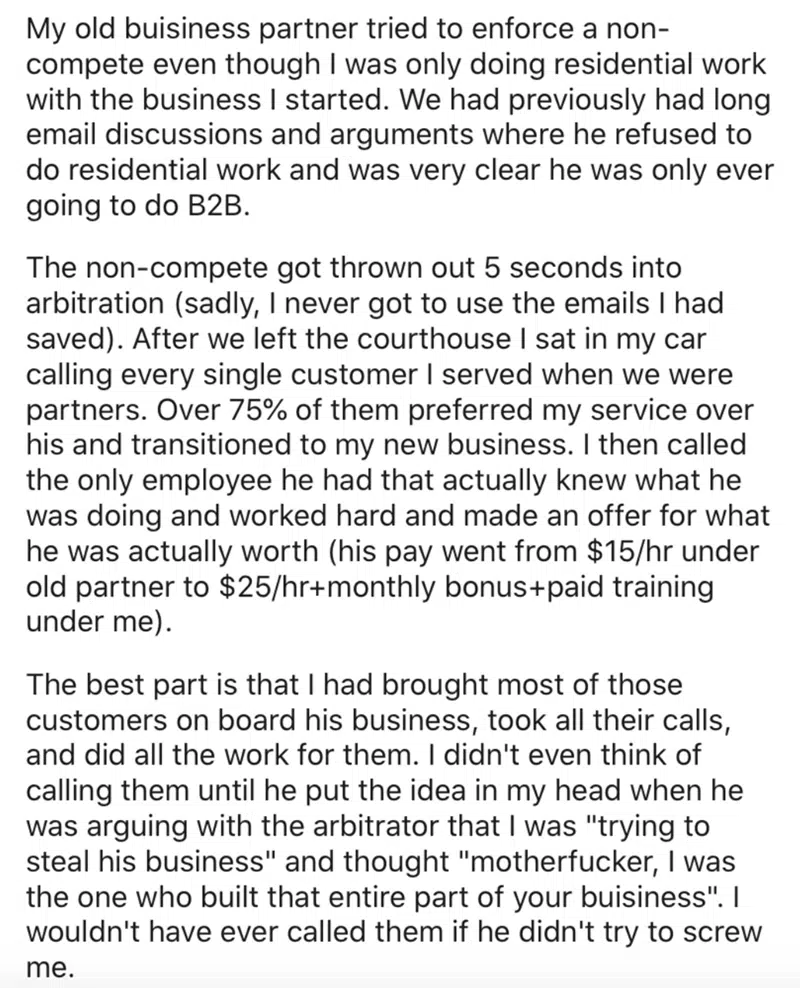 My old buisiness partner tried to enforce a non-
compete even though I was only doing residential work
with the business I started. We had previously had long
email discussions and arguments where he refused to
do residential work and was very clear he was only ever
going to do B2B.
The non-compete got thrown out 5 seconds into
arbitration (sadly, I never got to use the emails I had
saved). After we left the courthouse I sat in my car
calling every single customer I served when we were
partners. Over 75% of them preferred my service over
his and transitioned to my new business. I then called
the only employee he had that actually knew what he
was doing and worked hard and made an offer for what
he was actually worth (his pay went from $15/hr under
old partner to $25/hr+monthly bonus+paid training
under me).
The best part is that I had brought most of those
customers on board his business, took all their calls,
and did all the work for them. I didn't even think of
calling them until he put the idea in my head when he
was arguing with the arbitrator that I was "trying to
steal his business" and thought "motherfucker, I was
the one who built that entire part of your buisiness". I
wouldn't have ever called them if he didn't try to screw
me.